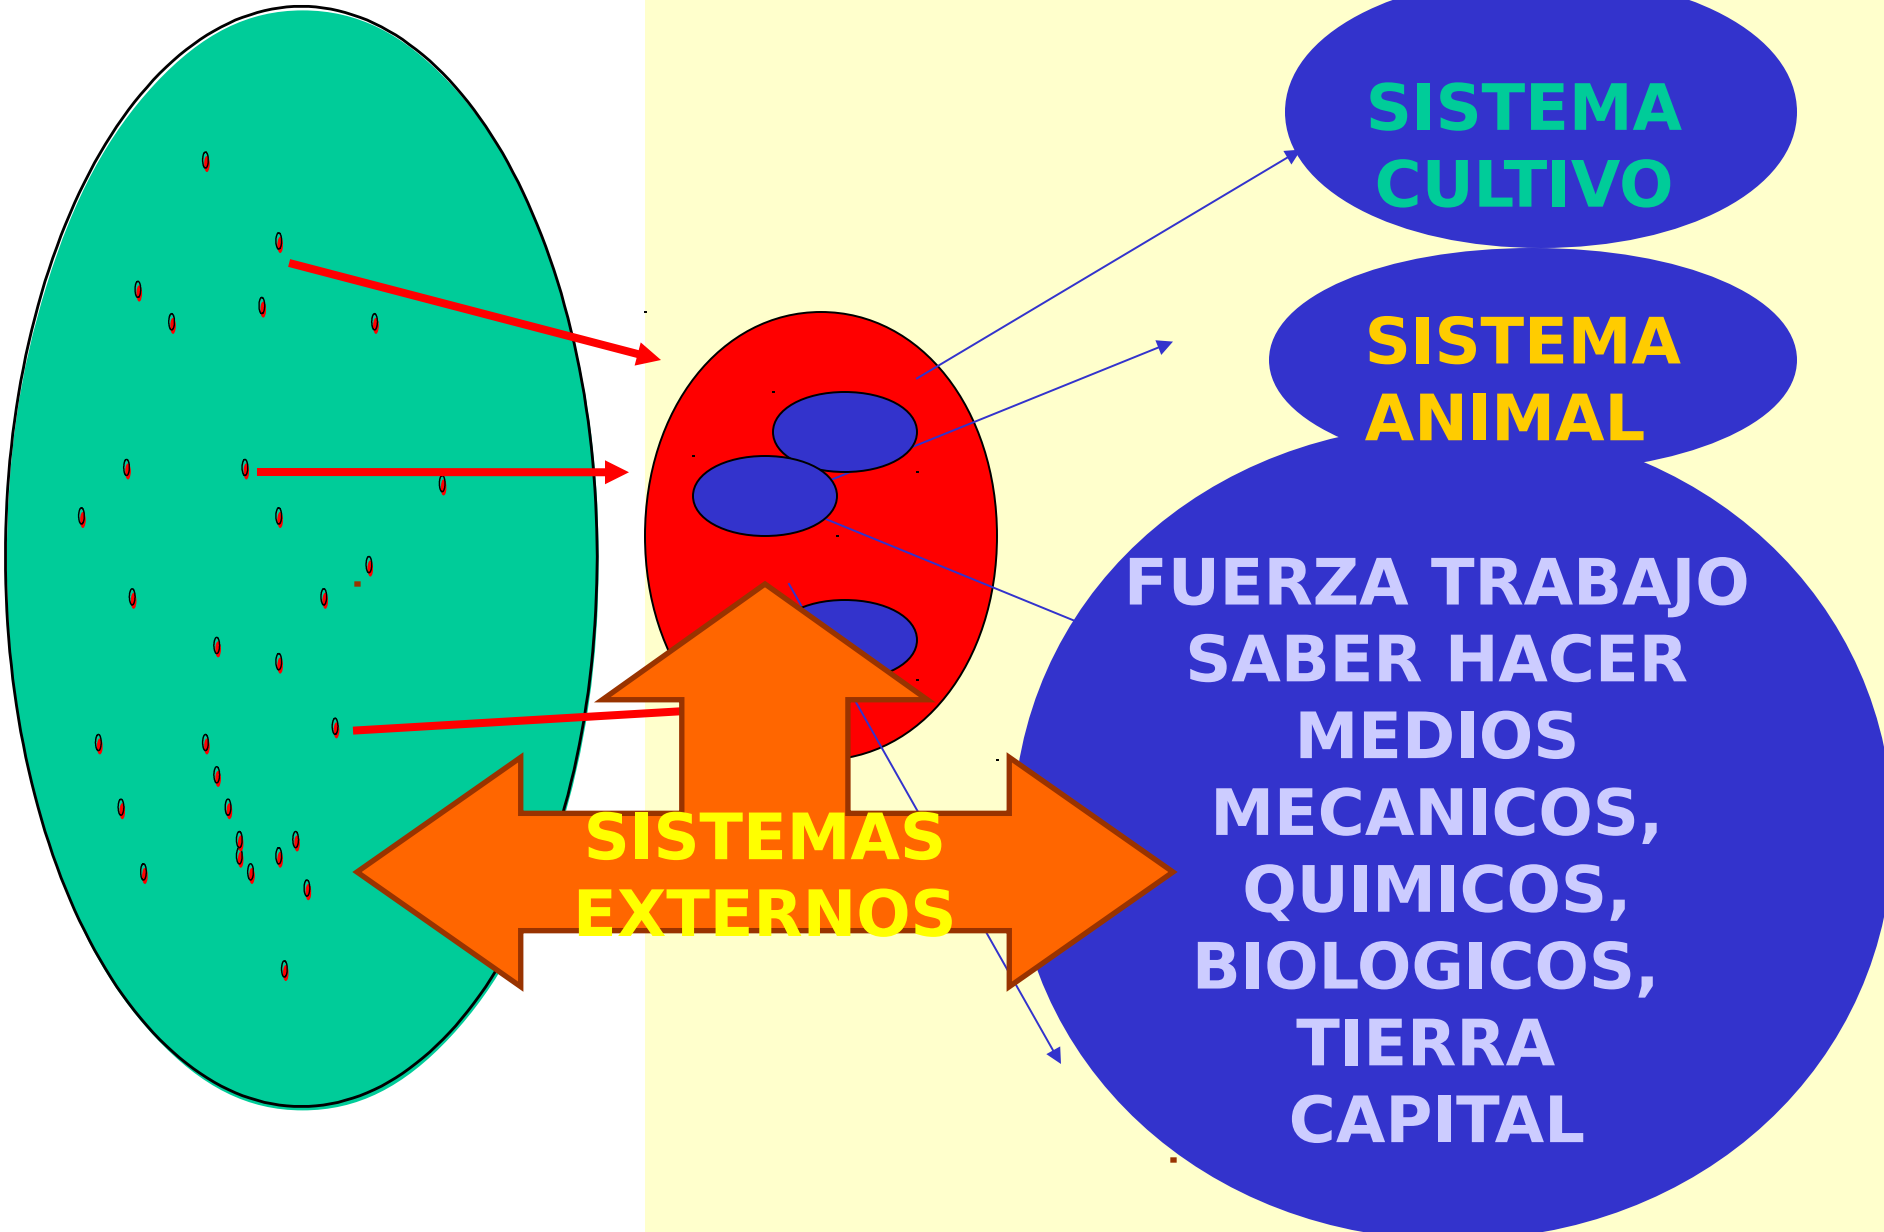 SISTEMA
CULTIVO
SISTEMA
ANIMAL
FUERZA TRABAJO
SABER HACER
MEDIOS
MECANICOS,
QUIMICOS,
BIOLOGICOS,
TIERRA
CAPITAL
SISTEMAS
EXTERNOS